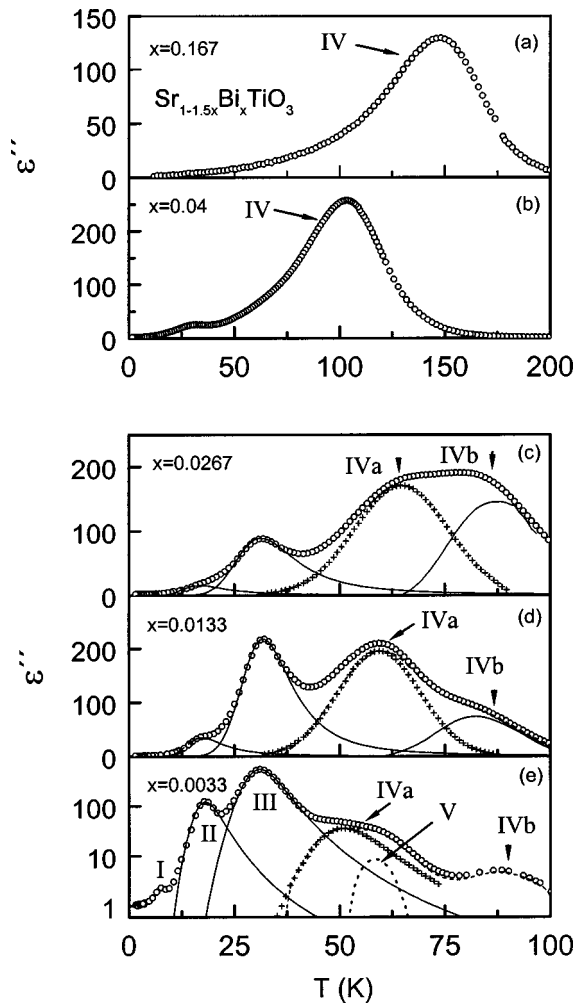 150
x=0.167
IV
(a)
100
Sr1-1.5xBixTiO3
50
ε′′
0
x=0.04
IV
(b)
200
100
0
0 50 100 150 200
200
x=0.0267
IVa
IVb
(c)
100
0
200
x=0.0133
IVa
IVb
(d)
100
ε′′
0
x=0.0033
IVa
(e)
100
III
V
IVb
II
10
I
1
0 25 50 75 100
T (K)